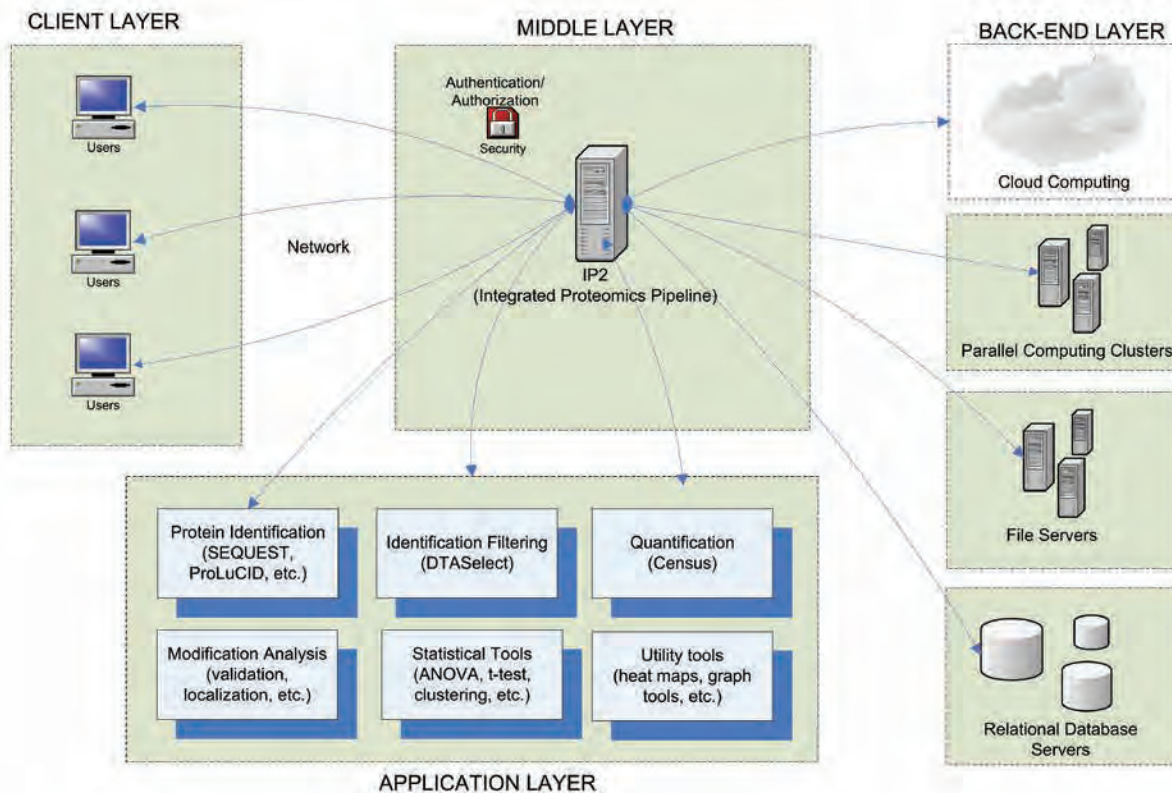 CLIENT LAYER
Users
Users
Users
Network
MIDDLE LAYER
Authentication/
Authorization
Security
IP2
(Integrated Proteomics Pipeline)
BACK-END LAYER
Cloud Computing
Parallel Computing Clusters
File Servers
Relational Database
Servers
Protein Identification
(SEQUEST,
ProLuCID, etc.)
Identification Filtering
(DTASelect)
Quantification
(Census)
Modification Analysis
(validation,
localization, etc.)
Statistical Tools
(ANOVA, t-test,
clustering, etc.)
Utility tools
(heat maps, graph
tools, etc.)
APPLICATION LAYER